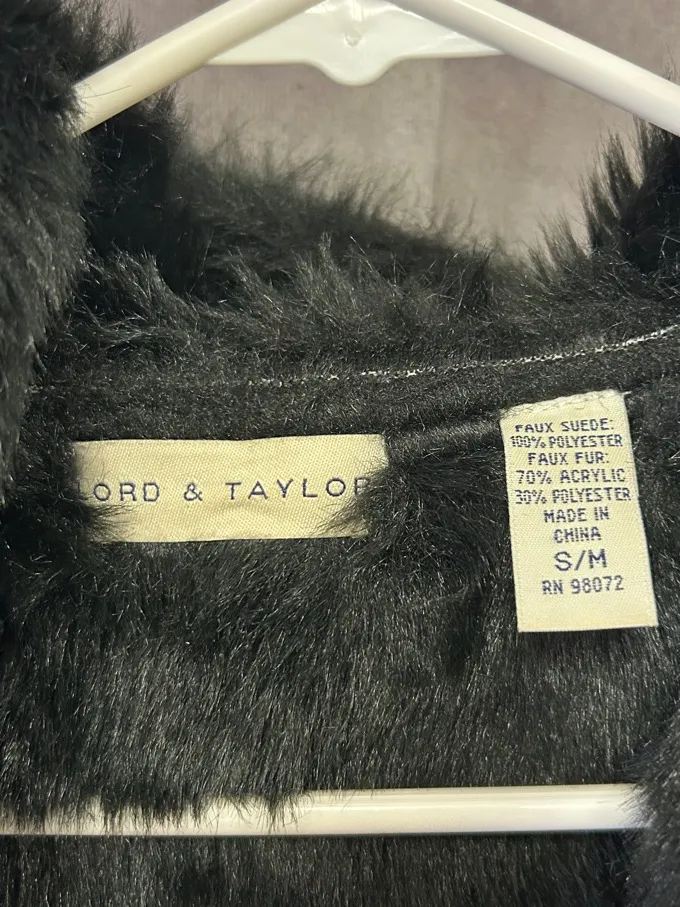 LORD & TAYLOR
FAUX SUEDE:
100% POLYESTER
FAUX FUR:
70% ACRYLIC
30% POLYESTER
MADE IN
CHINA
S/M
RN 98072